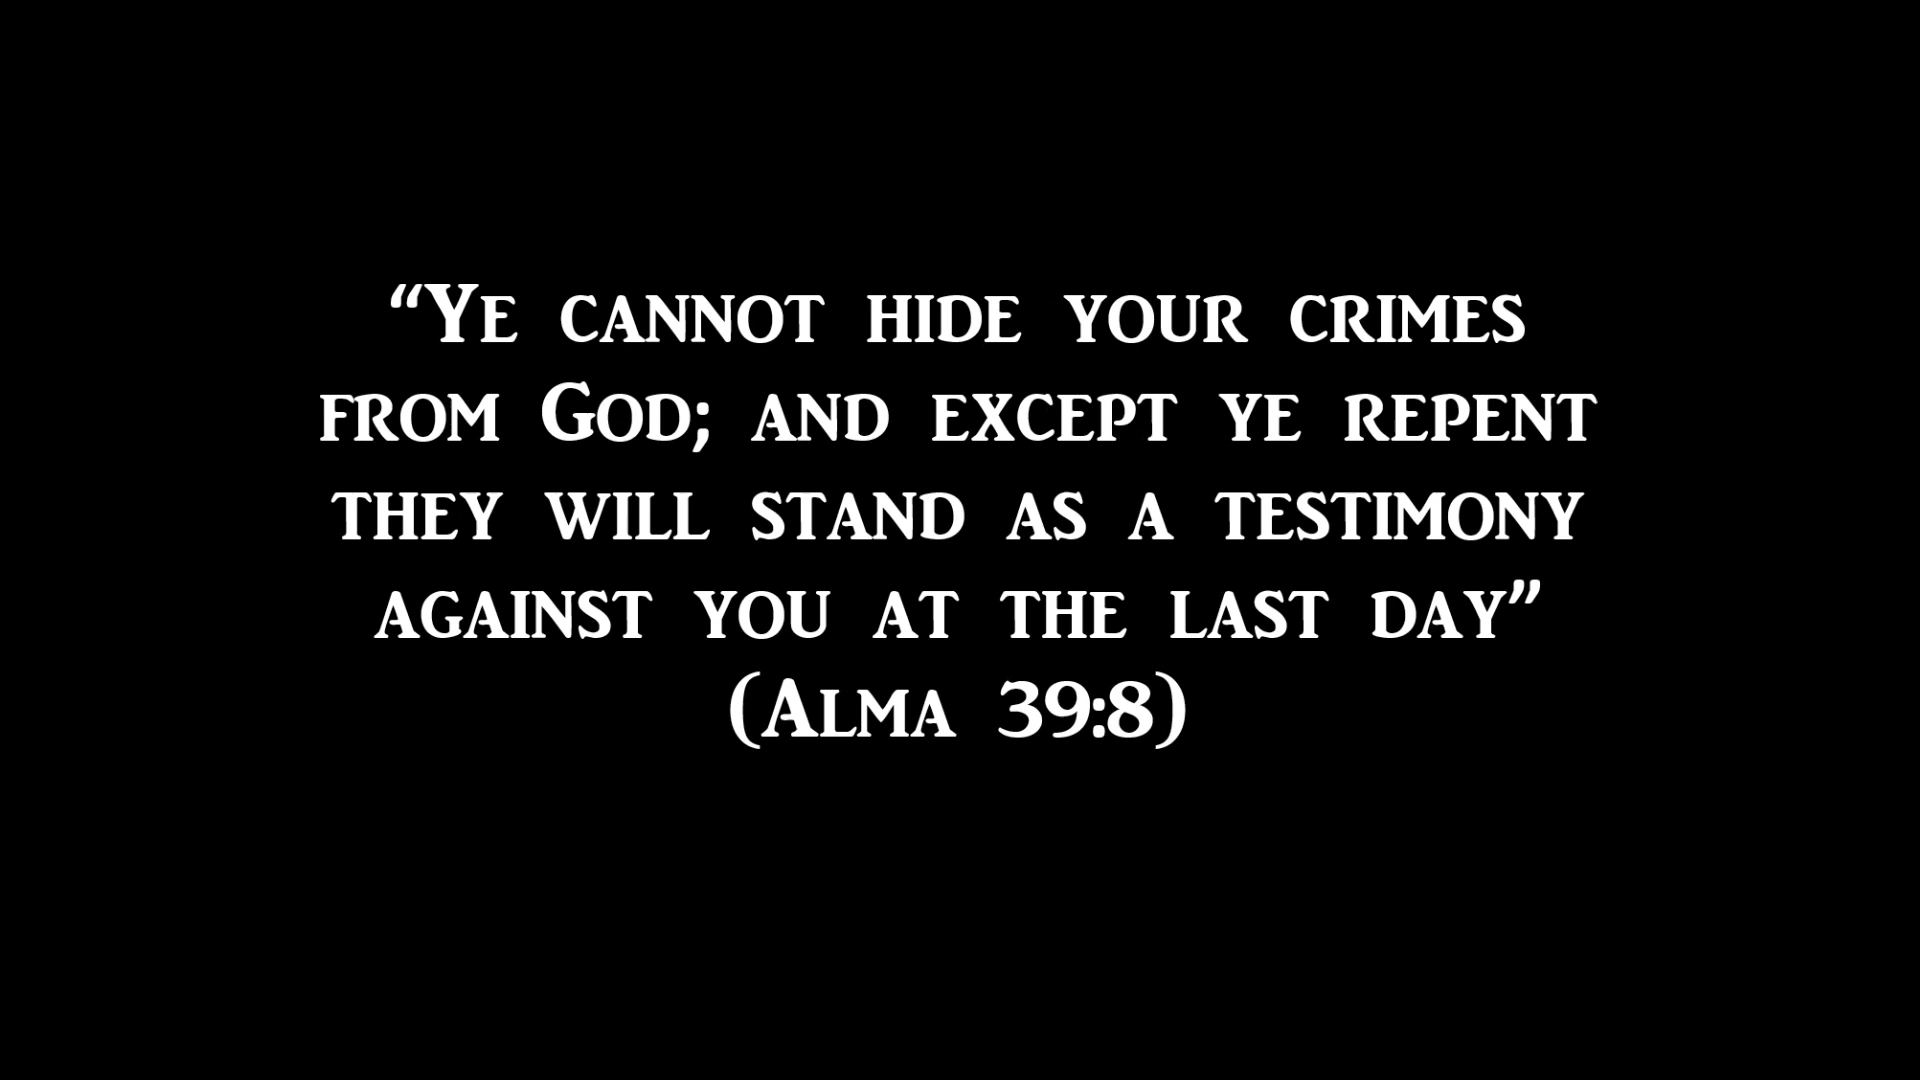 “Ye cannot hide your crimes
from God; and except ye repent
they will stand as a testimony
against you at the last day”
(Alma 39:8)